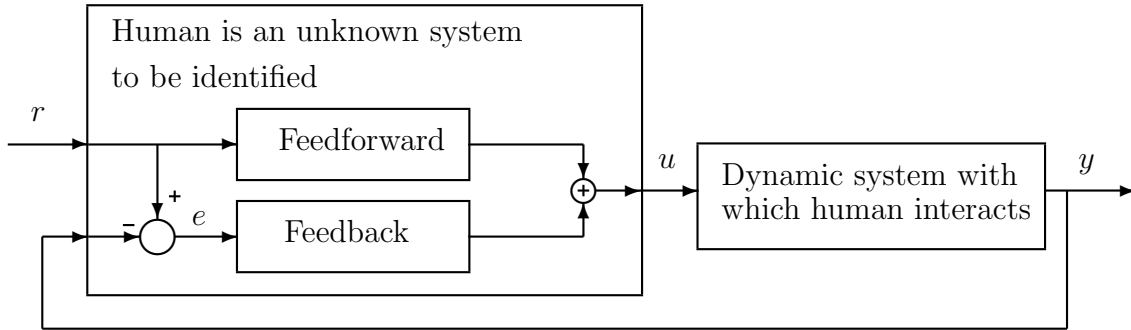 Human is an unknown system
to be identified
r
Feedforward
+
u
Dynamic system with
which human interacts
y
+
−
e
Feedback